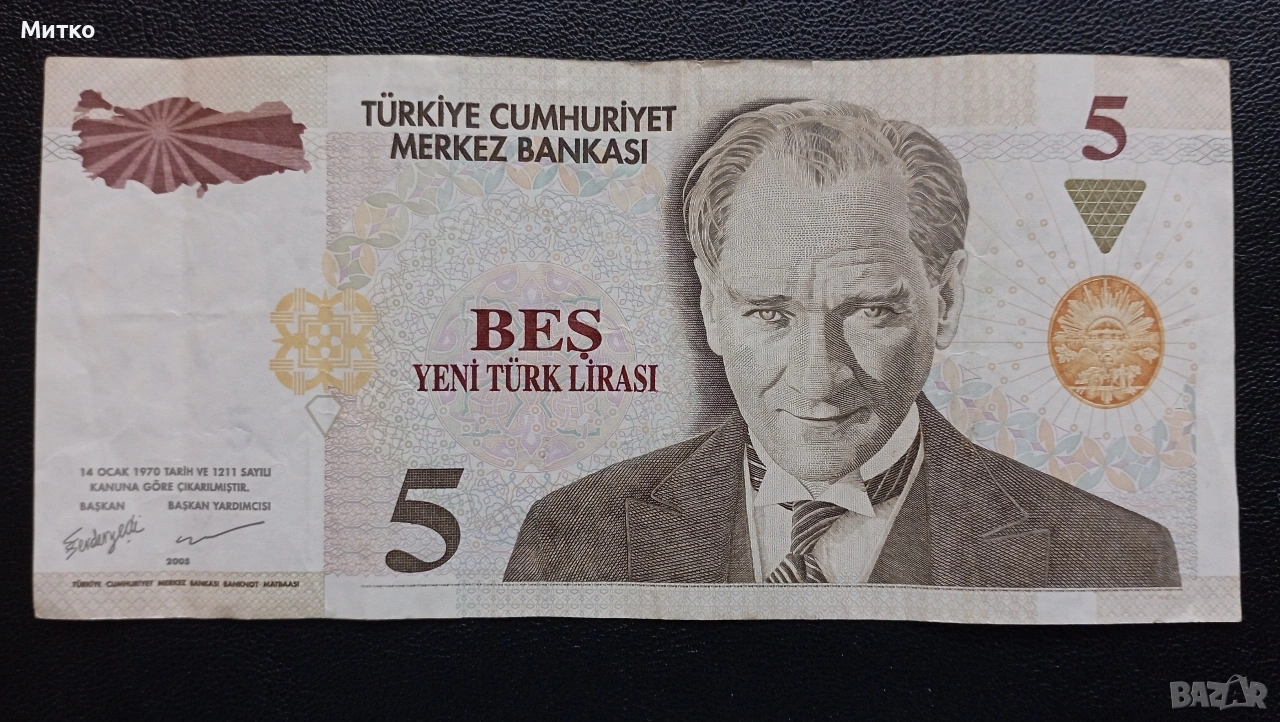 Митко
TÜRKİYE CUMHURİYET
MERKEZ BANKASI
5
BEŞ
YENİ TÜRK LİRASI
5
14 OCAK 1970 TARİH VE 1211 SAYILI
KANUNA GÖRE ÇIKARILMIŞTIR.
BAŞKAN BAŞKAN YARDIMCISI
2005
TÜRKİYE CUMHURİYET MERKEZ BANKASI BANKNOT MATBAASI
BAZAR